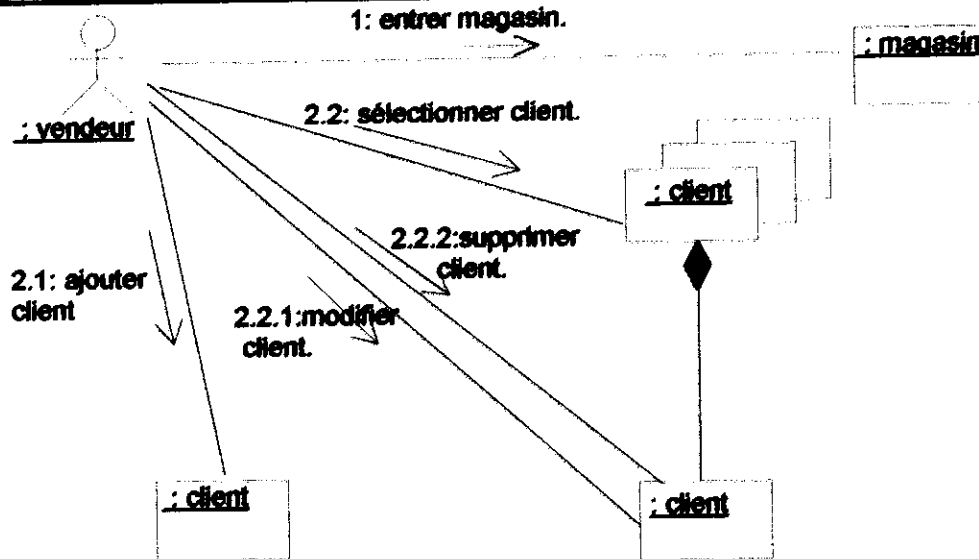 1: entrer magasin.
: magasin
: vendeur
2.2: sélectionner client.
: client
2.2.2:supprimer
client.
2.1: ajouter
client
2.2.1:modifier
client.
: client
: client